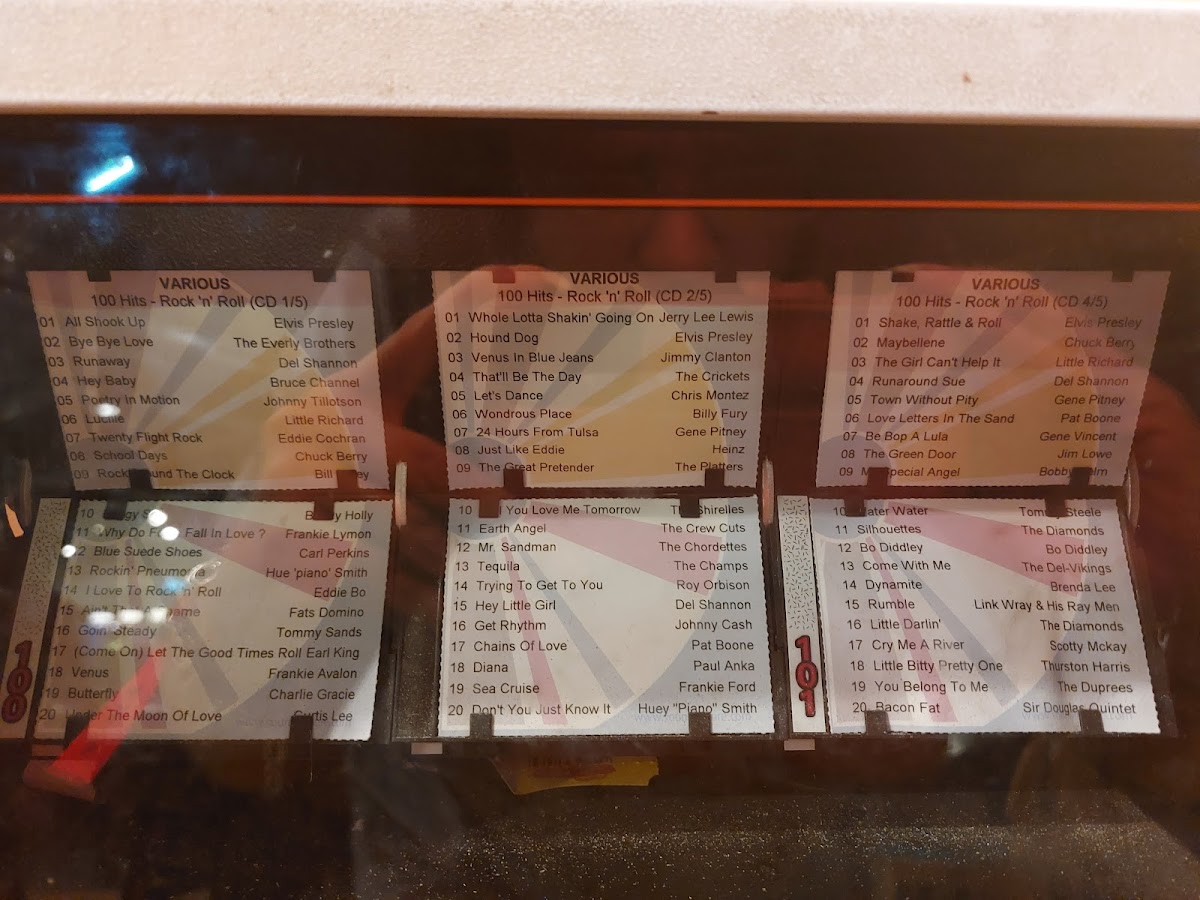 VARIOUS
100 Hits - Rock 'n' Roll (CD 1/5)
01 All Shook Up Elvis Presley
02 Bye Bye Love The Everly Brothers
03 Runaway Del Shannon
04 Hey Baby Bruce Channel
05 Poetry In Motion Johnny Tillotson
06 Lucille Little Richard
07 Twenty Flight Rock Eddie Cochran
08 School Days Chuck Berry
09 Rock The Clock Bill
10 Holly
11 Why Do Fall In Love ? Frankie Lymon
12 Blue Suede Shoes Carl Perkins
13 Rockin' Pneumonia Hue 'piano' Smith
14 I Love To Rock 'n' Roll Eddie Bo
15 Ain't That A Fats Domino
16 Goin' Steady Tommy Sands
17 (Come On) Let The Good Times Roll Earl King
18 Venus Frankie Avalon
19 Butterfly Charlie Gracie
20 Under The Moon Of Love Curtis Lee
100
VARIOUS
100 Hits - Rock 'n' Roll (CD 2/5)
01 Whole Lotta Shakin' Going On Jerry Lee Lewis
02 Hound Dog Elvis Presley
03 Venus In Blue Jeans Jimmy Clanton
04 That'll Be The Day The Crickets
05 Let's Dance Chris Montez
06 Wondrous Place Billy Fury
07 24 Hours From Tulsa Gene Pitney
08 Just Like Eddie Heinz
09 The Great Pretender The Platters
10 You Love Me Tomorrow The Shirelles
11 Earth Angel The Crew Cuts
12 Mr. Sandman The Chordettes
13 Tequila The Champs
14 Trying To Get To You Roy Orbison
15 Hey Little Girl Del Shannon
16 Get Rhythm Johnny Cash
17 Chains Of Love Pat Boone
18 Diana Paul Anka
19 Sea Cruise Frankie Ford
20 Don't You Just Know It Huey "Piano" Smith
VARIOUS
100 Hits - Rock 'n' Roll (CD 4/5)
01 Shake, Rattle & Roll Elvis Presley
02 Maybellene Chuck Berry
03 The Girl Can't Help It Little Richard
04 Runaround Sue Del Shannon
05 Town Without Pity Gene Pitney
06 Love Letters In The Sand Pat Boone
07 Be Bop A Lula Gene Vincent
08 The Green Door Jim Lowe
09 Special Angel Bobby
10 Water Steele
11 Silhouettes The Diamonds
12 Bo Diddley Bo Diddley
13 Come With Me The Del-Vikings
14 Dynamite Brenda Lee
15 Rumble Link Wray & His Ray Men
16 Little Darlin' The Diamonds
17 Cry Me A River Scotty Mckay
18 Little Bitty Pretty One Thurston Harris
19 You Belong To Me The Duprees
20 Bacon Fat Sir Douglas Quintet
101